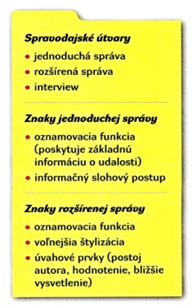 Spravodajské útvary
• jednoduchá správa
• rozšírená správa
• interview
Znaky jednoduchej správy
• oznamovacia funkcia
(poskytuje základnú
informáciu o udalosti)
• informačný slohový postup
Znaky rozšírenej správy
• oznamovacia funkcia
• voľnejšia štylizácia
• úvahové prvky (postoj
autora, hodnotenie, bližšie
vysvetlenie)